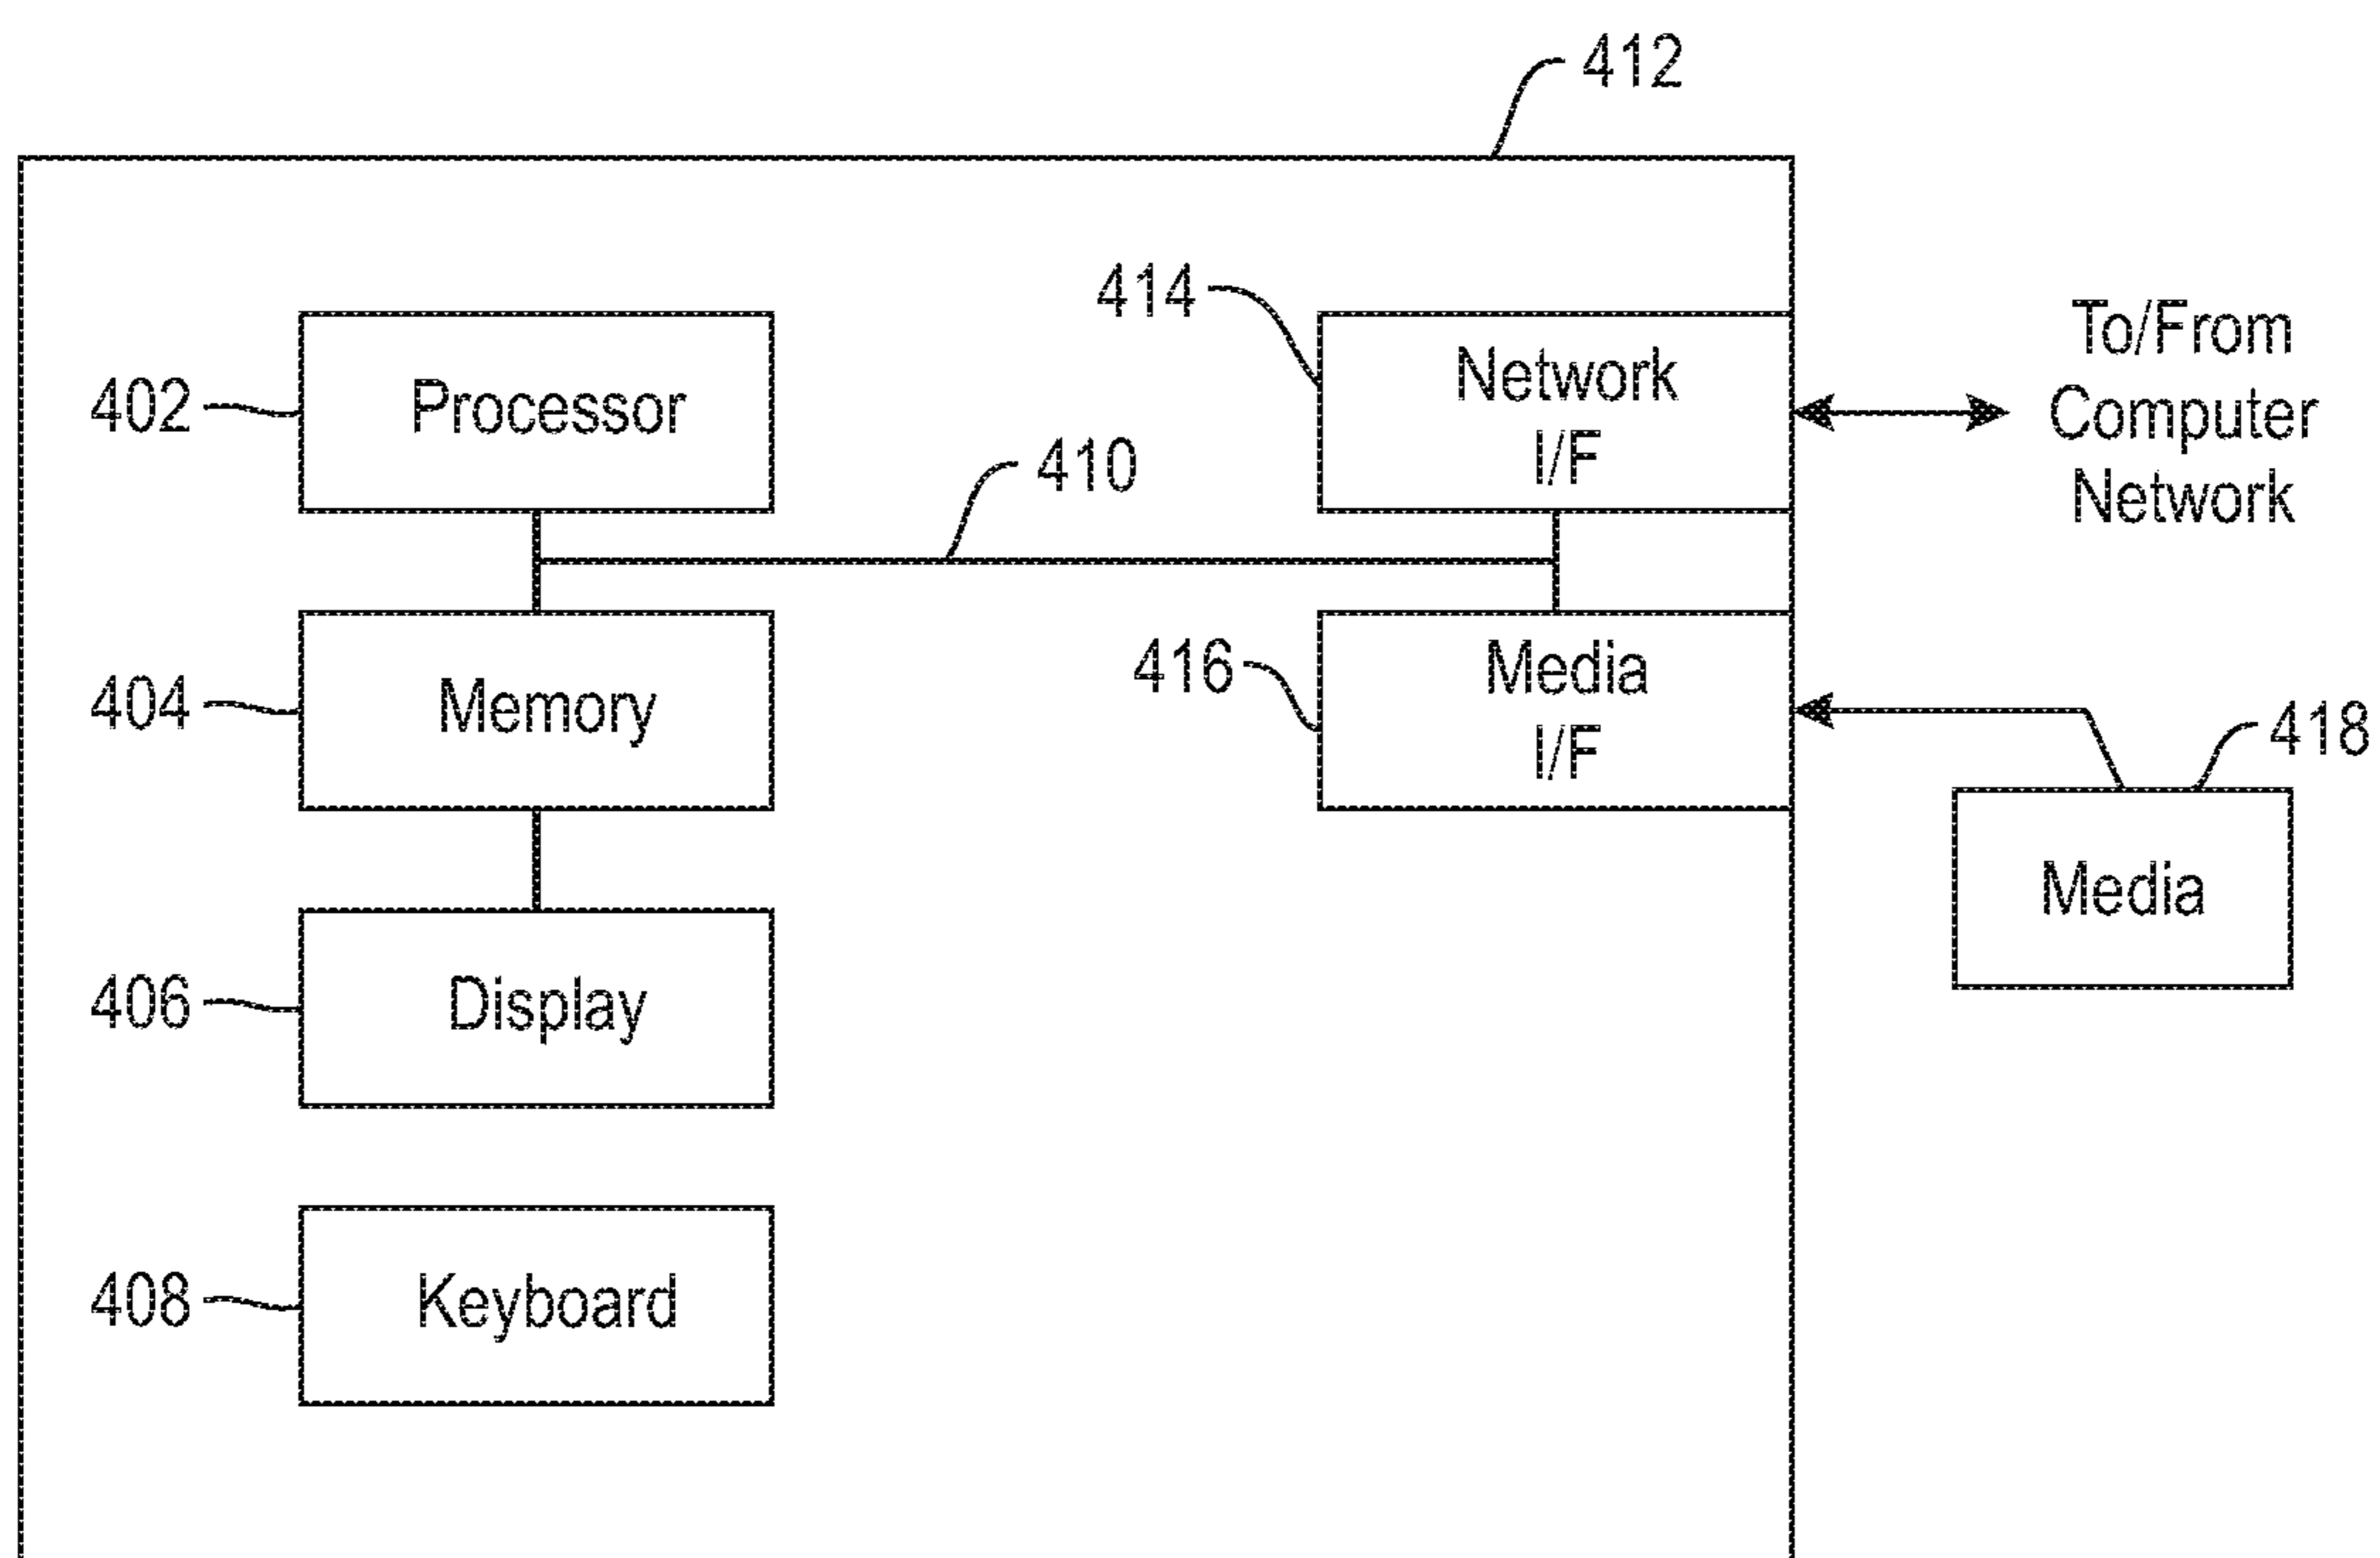 412
414
Network
I/F
To/From
Computer
Network
402
Processor
410
404
Memory
416
Media
I/F
418
Media
406
Display
408
Keyboard